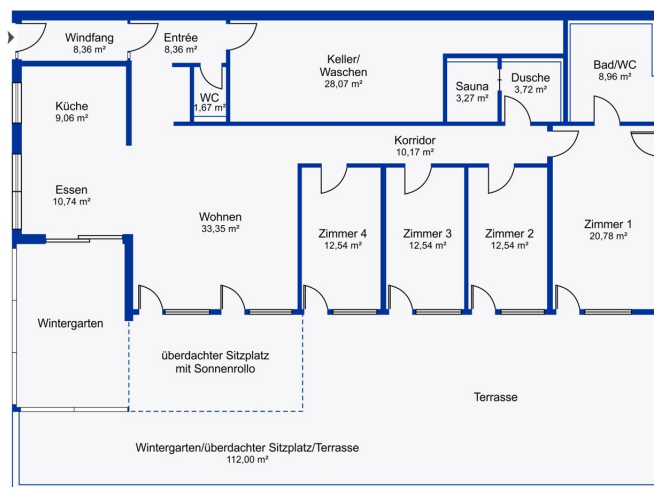 Windfang
8,36 m²
Entrée
8,36 m²
Keller/
Waschen
28,07 m²
Bad/WC
8,96 m²
Sauna
3,27 m²
Dusche
3,72 m²
WC
1,67 m²
Küche
9,06 m²
Korridor
10,17 m²
Essen
10,74 m²
Wohnen
33,35 m²
Zimmer 4
12,54 m²
Zimmer 3
12,54 m²
Zimmer 2
12,54 m²
Zimmer 1
20,78 m²
Wintergarten
überdachter Sitzplatz
mit Sonnenrollo
Terrasse
Wintergarten/überdachter Sitzplatz/Terrasse
112,00 m²